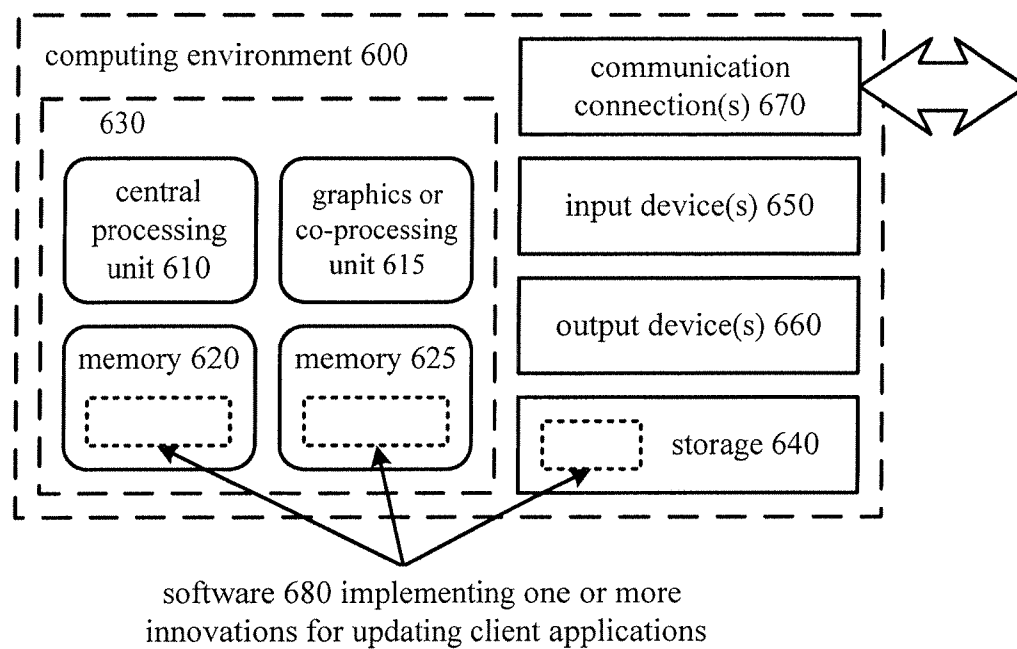 computing environment 600
630
central
processing
unit 610
graphics or
co-processing
unit 615
memory 620
memory 625
communication
connection(s) 670
input device(s) 650
output device(s) 660
storage 640
software 680 implementing one or more
innovations for updating client applications